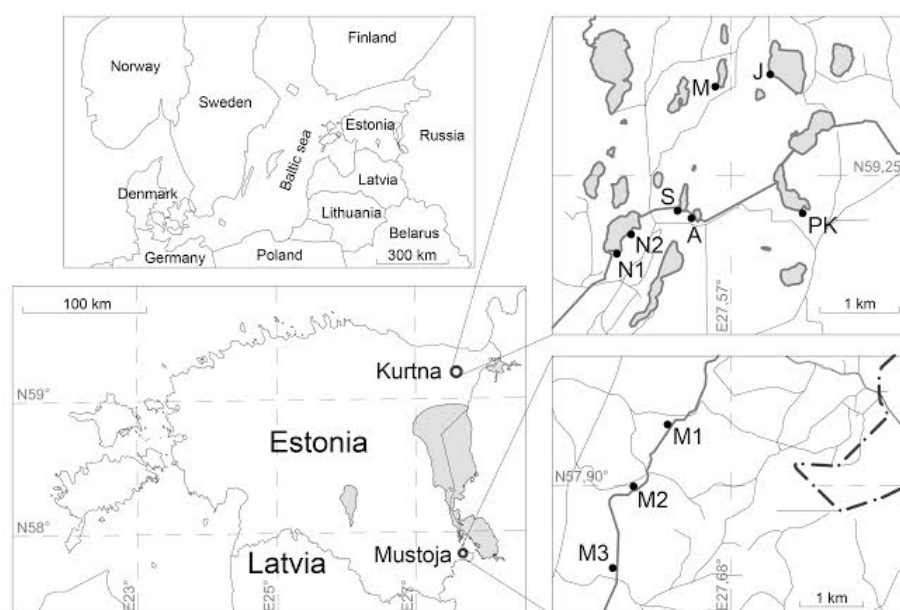 Norway
Sweden
Finland
Baltic sea
Estonia
Russia
Latvia
Denmark
Lithuania
Belarus
Germany
Poland
300 km
M
J
N59,25
S
A
PK
N2
N1
E27,57°
1 km
100 km
Kurtna
N59°
Estonia
N58°
Mustoja
Latvia
E23°
E25°
E27°
M1
N57,90°
M2
M3
E27,68°
1 km